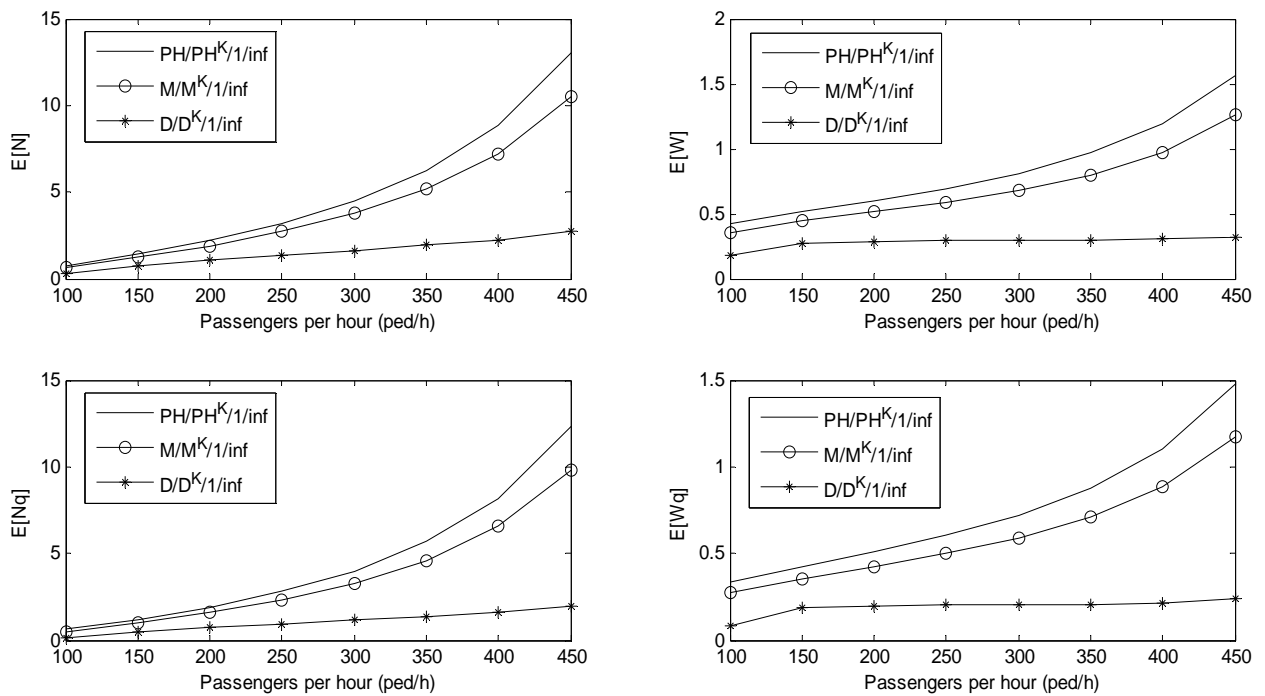 15
10
5
0
E[N]
PH/PH^K/1/inf
M/M^K/1/inf
D/D^K/1/inf
100 150 200 250 300 350 400 450
Passengers per hour (ped/h)
2
1.5
1
0.5
0
E[W]
PH/PH^K/1/inf
M/M^K/1/inf
D/D^K/1/inf
100 150 200 250 300 350 400 450
Passengers per hour (ped/h)
15
10
5
0
E[Nq]
PH/PH^K/1/inf
M/M^K/1/inf
D/D^K/1/inf
100 150 200 250 300 350 400 450
Passengers per hour (ped/h)
1.5
1
0.5
0
E[Wq]
PH/PH^K/1/inf
M/M^K/1/inf
D/D^K/1/inf
100 150 200 250 300 350 400 450
Passengers per hour (ped/h)